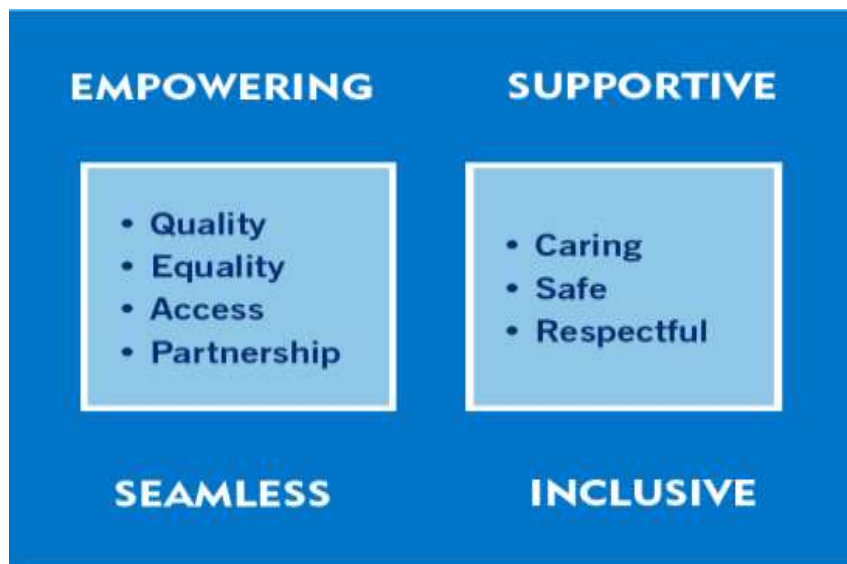 EMPOWERING
SUPPORTIVE
• Quality
• Equality
• Access
• Partnership
• Caring
• Safe
• Respectful
SEAMLESS
INCLUSIVE